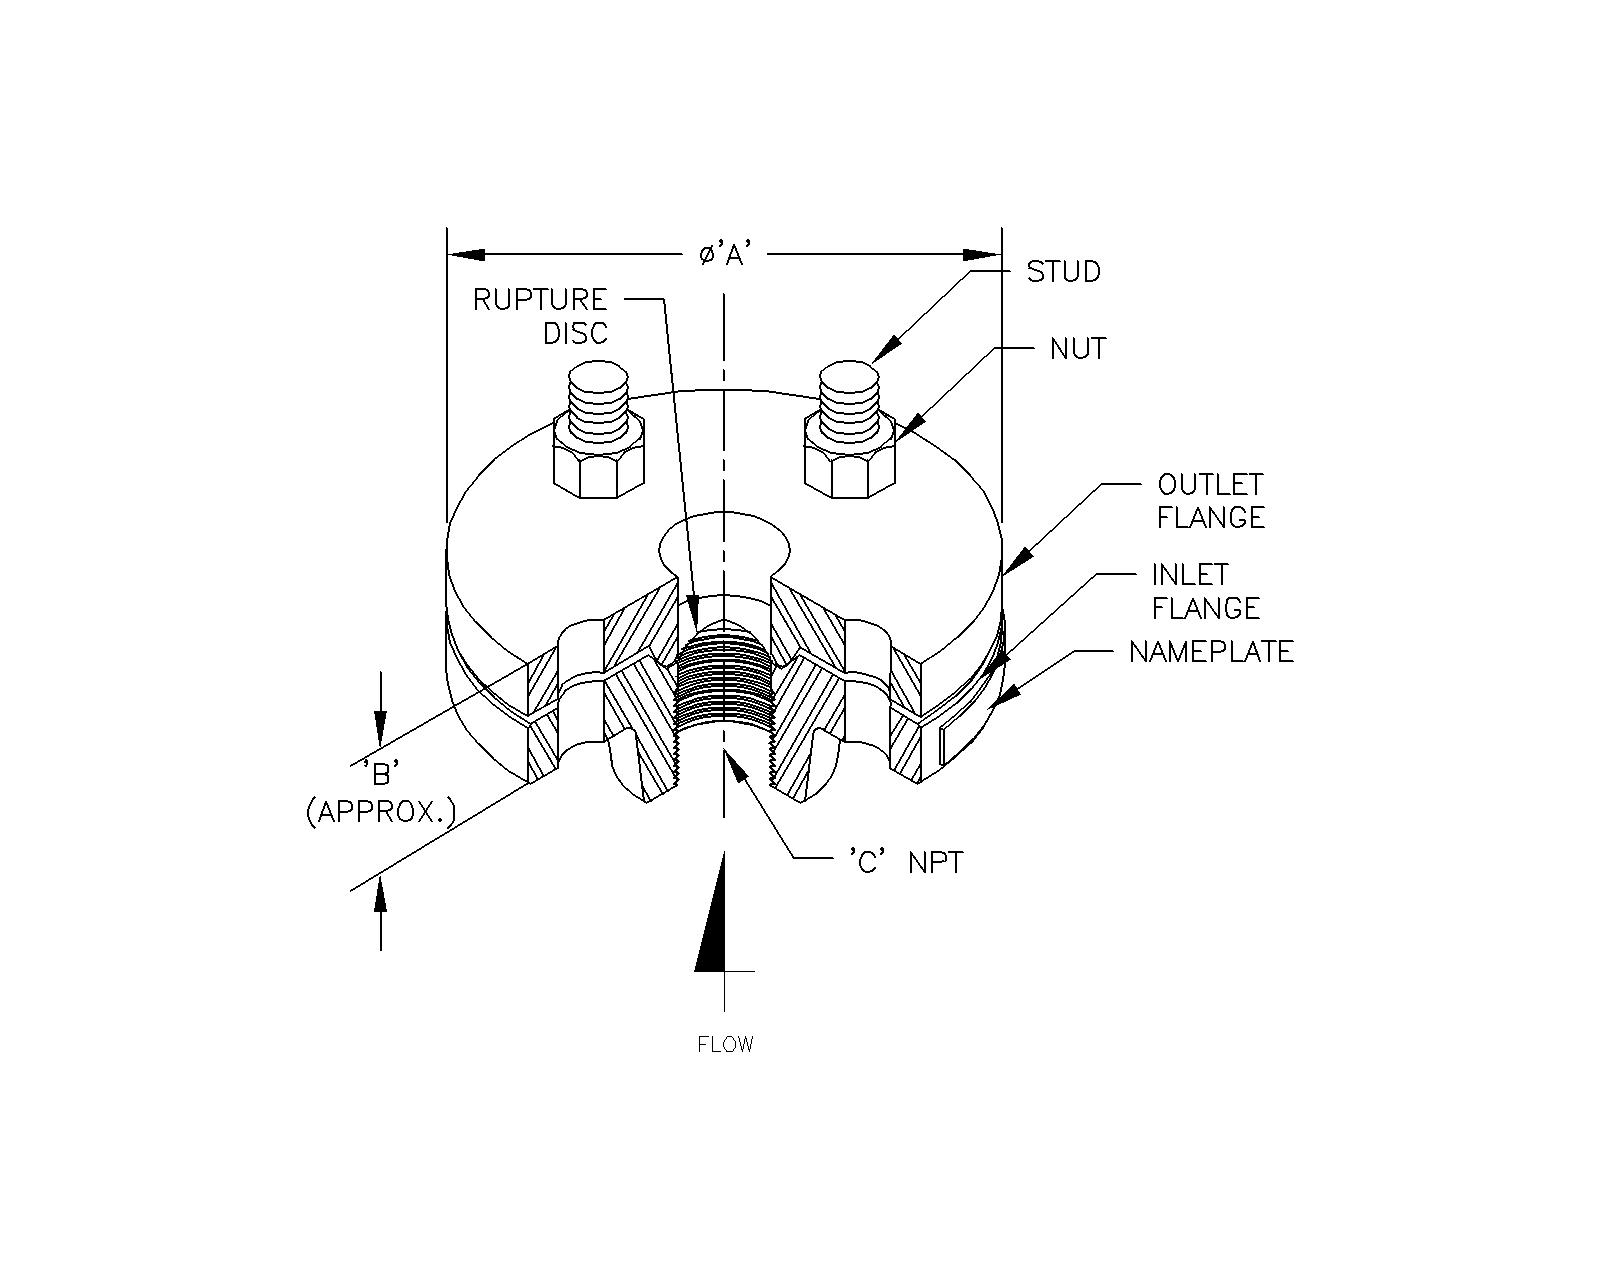 ø'A'
STUD
RUPTURE
DISC
NUT
OUTLET
FLANGE
INLET
FLANGE
NAMEPLATE
'B'
(APPROX.)
'C' NPT
FLOW